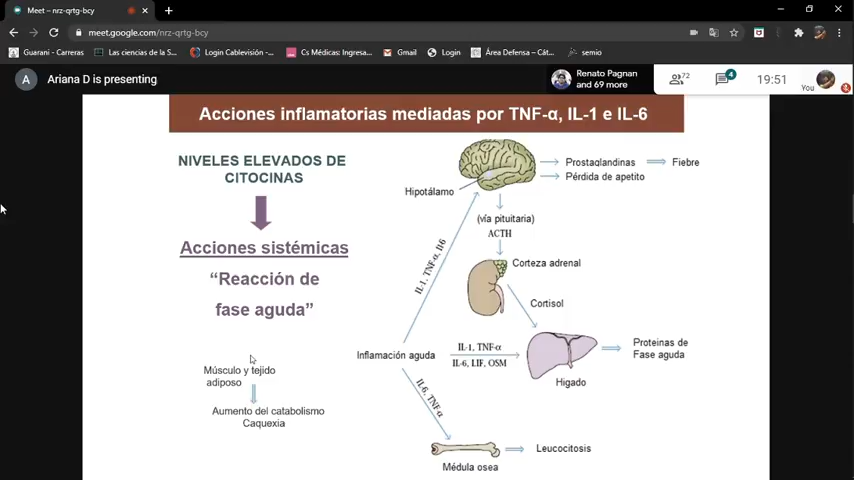 Meet – nrz-qrtg-bcy
meet.google.com/nrz-qrtg-bcy
Guarani - Carreras
Las ciencias de la S...
Login Cablevisión...
Cs Médicas: Ingresa...
Gmail
Login
Área Defensa – Cát...
semio
A
Ariana D is presenting
Renato Pagnan
and 69 more
72
4
19:51
You
Acciones inflamatorias mediadas por TNF-α, IL-1 e IL-6
NIVELES ELEVADOS DE
CITOCINAS
Acciones sistémicas
“Reacción de
fase aguda”
Músculo y tejido
adiposo
Aumento del catabolismo
Caquexia
Hipotálamo
Prostaglandinas
Fiebre
Pérdida de apetito
(vía pituitaria)
ACTH
IL-1, TNF-α, Il6
Corteza adrenal
Cortisol
Inflamación aguda
IL-1, TNF-α
IL-6, LIF, OSM
Hígado
Proteinas de
Fase aguda
IL-6, TNF-α
Médula osea
Leucocitosis